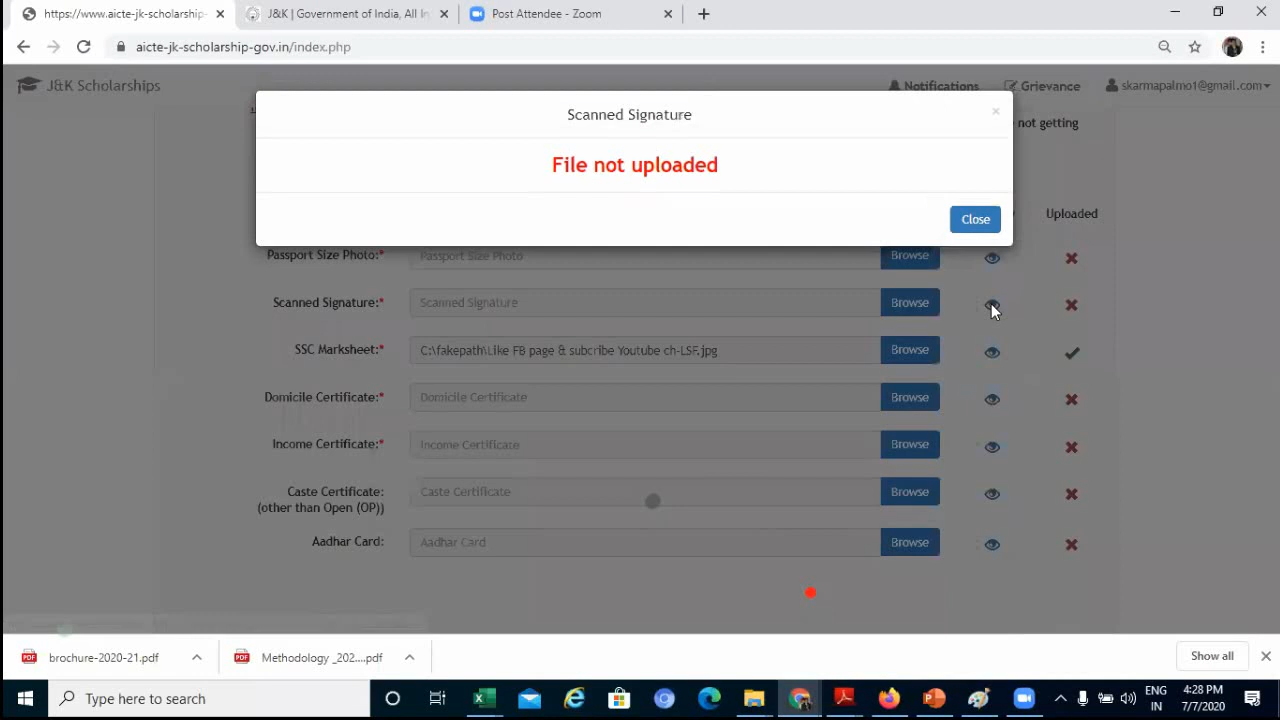 https://www.aicte-jk-scholarship-
J&K | Government of India, All In
Post Attendee - Zoom
aicte-jk-scholarship-gov.in/index.php
J&K Scholarships
Notifications
Grievance
skarmapalmo1@gmail.com
Scanned Signature
not getting
File not uploaded
Close
Uploaded
Passport Size Photo:*
Passport Size Photo
Browse
Scanned Signature:*
Scanned Signature
Browse
SSC Marksheet:*
C:\fakepath\Like FB page & subcribe Youtube ch-LSF.jpg
Browse
Domicile Certificate:*
Domicile Certificate
Browse
Income Certificate:*
Income Certificate
Browse
Caste Certificate:
(other than Open (OP))
Caste Certificate
Browse
Aadhar Card:
Aadhar Card
Browse
brochure-2020-21.pdf
Methodology _202....pdf
Show all
Type here to search
ENG
IN
4:28 PM
7/7/2020